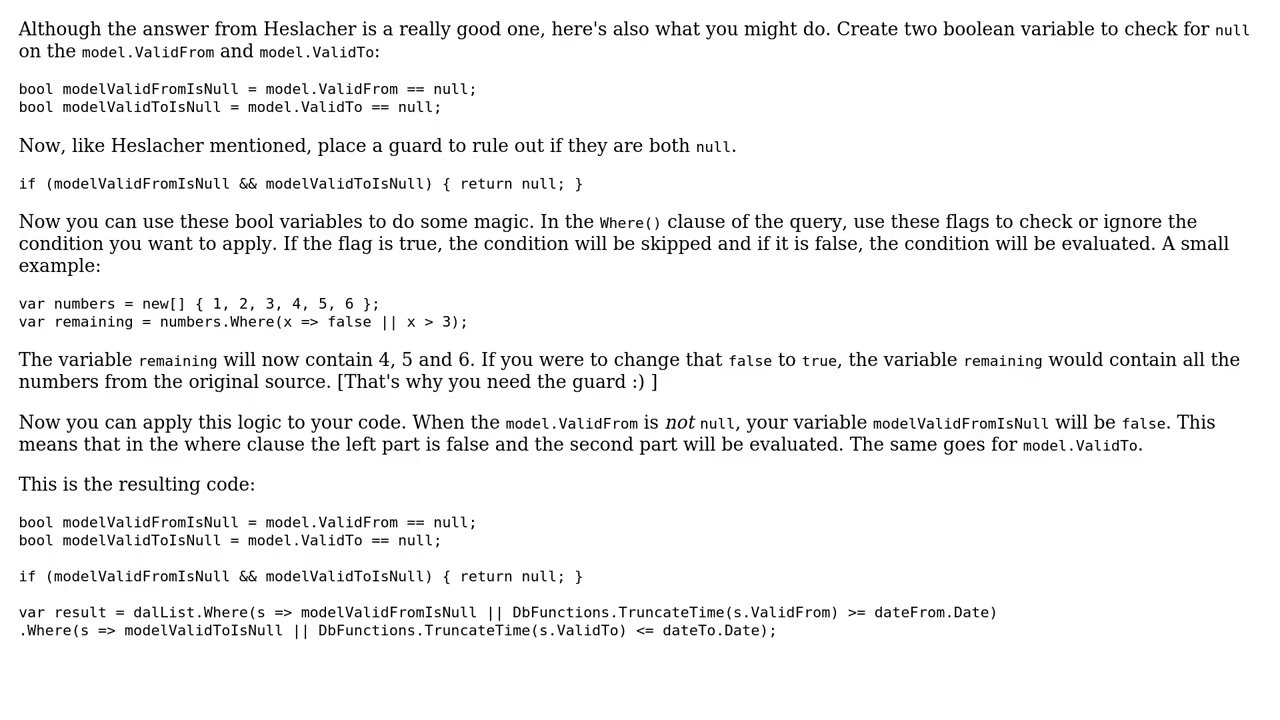 Although the answer from Heslacher is a really good one, here's also what you might do. Create two boolean variable to check for null
on the model.ValidFrom and model.ValidTo:
bool modelValidFromIsNull = model.ValidFrom == null;
bool modelValidToIsNull = model.ValidTo == null;
Now, like Heslacher mentioned, place a guard to rule out if they are both null.
if (modelValidFromIsNull && modelValidToIsNull) { return null; }
Now you can use these bool variables to do some magic. In the Where() clause of the query, use these flags to check or ignore the
condition you want to apply. If the flag is true, the condition will be skipped and if it is false, the condition will be evaluated. A small
example:
var numbers = new[] { 1, 2, 3, 4, 5, 6 };
var remaining = numbers.Where(x => false || x > 3);
The variable remaining will now contain 4, 5 and 6. If you were to change that false to true, the variable remaining would contain all the
numbers from the original source. [That's why you need the guard :) ]
Now you can apply this logic to your code. When the model.ValidFrom is not null, your variable modelValidFromIsNull will be false. This
means that in the where clause the left part is false and the second part will be evaluated. The same goes for model.ValidTo.
This is the resulting code:
bool modelValidFromIsNull = model.ValidFrom == null;
bool modelValidToIsNull = model.ValidTo == null;
if (modelValidFromIsNull && modelValidToIsNull) { return null; }
var result = dalList.Where(s => modelValidFromIsNull || DbFunctions.TruncateTime(s.ValidFrom) >= dateFrom.Date)
.Where(s => modelValidToIsNull || DbFunctions.TruncateTime(s.ValidTo) <= dateTo.Date);